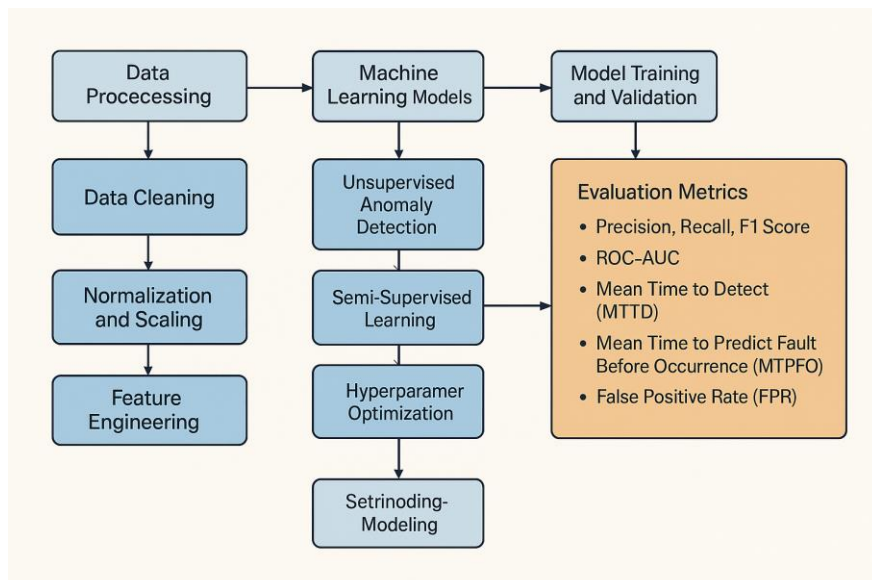 Data
Procecessing
Machine
Learning Models
Model Training
and Validation
Data Cleaning
Normalization
and Scaling
Feature
Engineering
Unsupervised
Anomaly
Detection
Semi-Supervised
Learning
Hyperparamer
Optimization
Setrinoding-
Modeling
Evaluation Metrics
• Precision, Recall, F1 Score
• ROC–AUC
• Mean Time to Detect
(MTTD)
• Mean Time to Predict Fault
Before Occurrence (MTPFO)
• False Positive Rate (FPR)